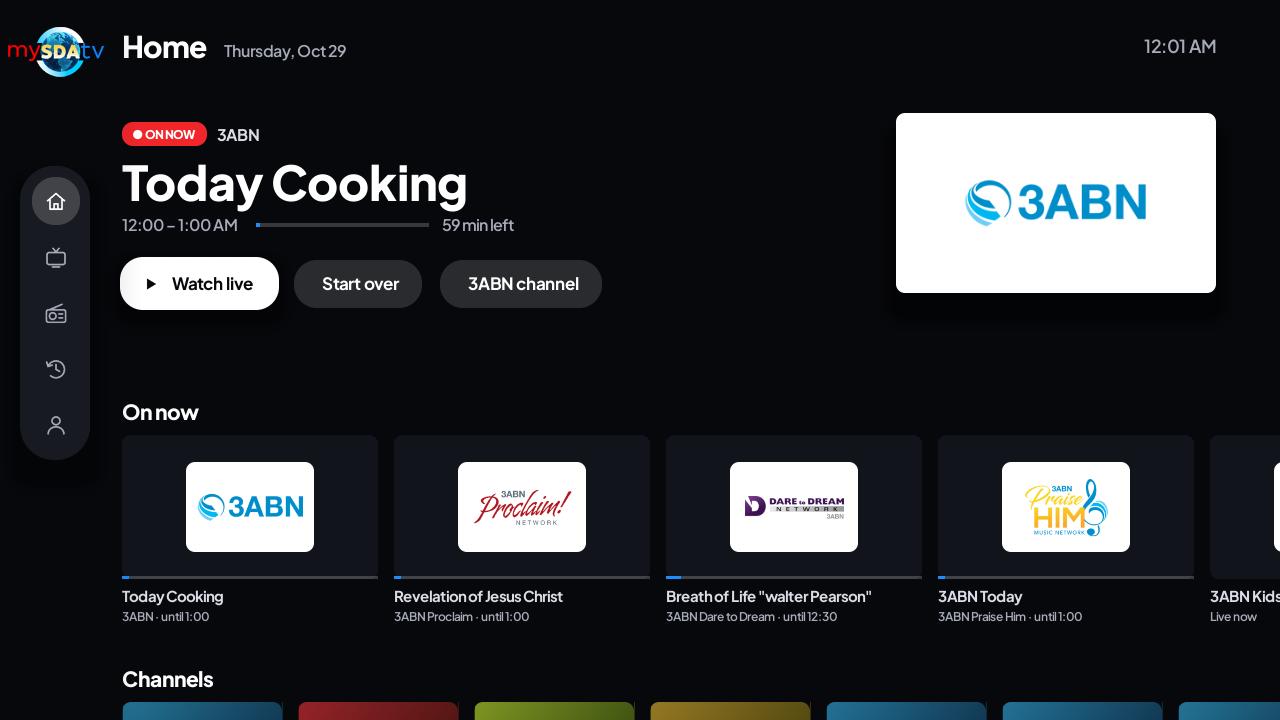 mySDAtv
Home
Thursday, Oct 29
12:01 AM
ON NOW
3ABN
Today Cooking
12:00 – 1:00 AM
59 min left
Watch live
Start over
3ABN channel
3ABN
On now
3ABN
3ABN
Proclaim!
NETWORK
DARE to DREAM
NETWORK
3ABN
3ABN
Praise
HIM
MUSIC NETWORK
Today Cooking
3ABN · until 1:00
Revelation of Jesus Christ
3ABN Proclaim · until 1:00
Breath of Life "walter Pearson"
3ABN Dare to Dream · until 12:30
3ABN Today
3ABN Praise Him · until 1:00
3ABN Kids
Live now
Channels